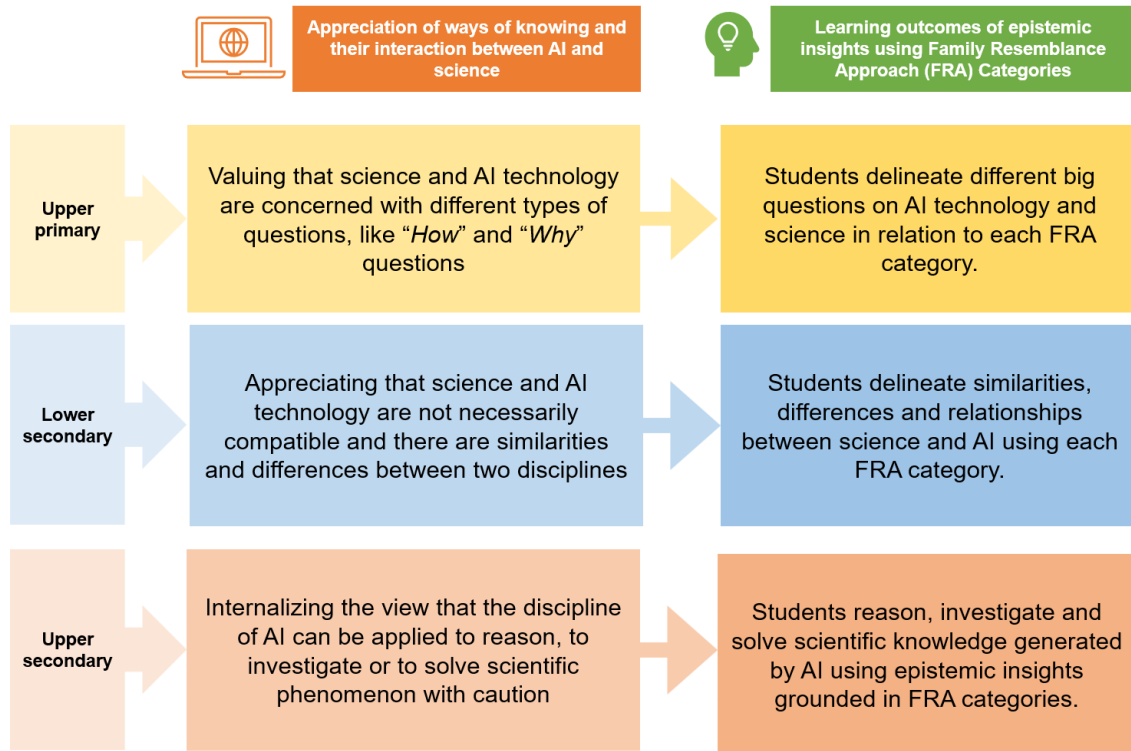 Appreciation of ways of knowing and
their interaction between AI and
science
Learning outcomes of epistemic
insights using Family Resemblance
Approach (FRA) Categories
Upper
primary
Valuing that science and AI technology
are concerned with different types of
questions, like “How” and “Why”
questions
Students delineate different big
questions on AI technology and
science in relation to each FRA
category.
Lower
secondary
Appreciating that science and AI
technology are not necessarily
compatible and there are similarities
and differences between two disciplines
Students delineate similarities,
differences and relationships
between science and AI using each
FRA category.
Upper
secondary
Internalizing the view that the discipline
of AI can be applied to reason, to
investigate or to solve scientific
phenomenon with caution
Students reason, investigate and
solve scientific knowledge generated
by AI using epistemic insights
grounded in FRA categories.